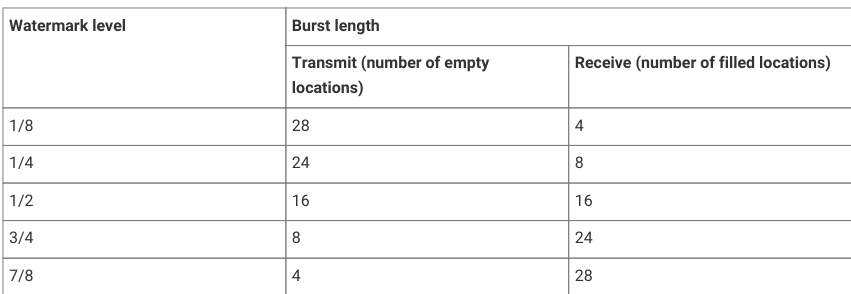 Watermark level Burst length
Transmit (number of empty Receive (number of filled locations)
locations)
1/8 28 4
1/4 24 8
1/2 16 16
3/4 8 24
7/8 4 28